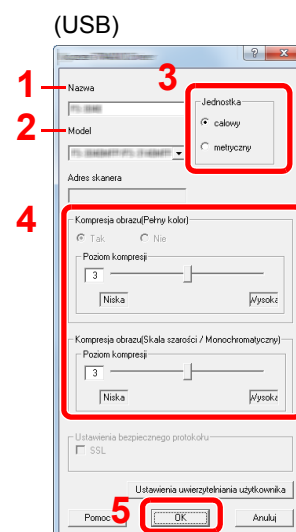 (USB)
1
Nazwa
3
Jednostka
calowy
metryczny
2
Model
Adres skanera
4
Kompresja obrazu(Pełny kolor)
Tak Nie
Poziom kompresji
3
Niska Wysoka
Kompresja obrazu(Skala szarości / Monochromatyczny)
Poziom kompresji
3
Niska Wysoka
Ustawienia bezpiecznego protokołu
SSL
Ustawienia uwierzytelniania użytkownika
5
Pomoc OK Anuluj